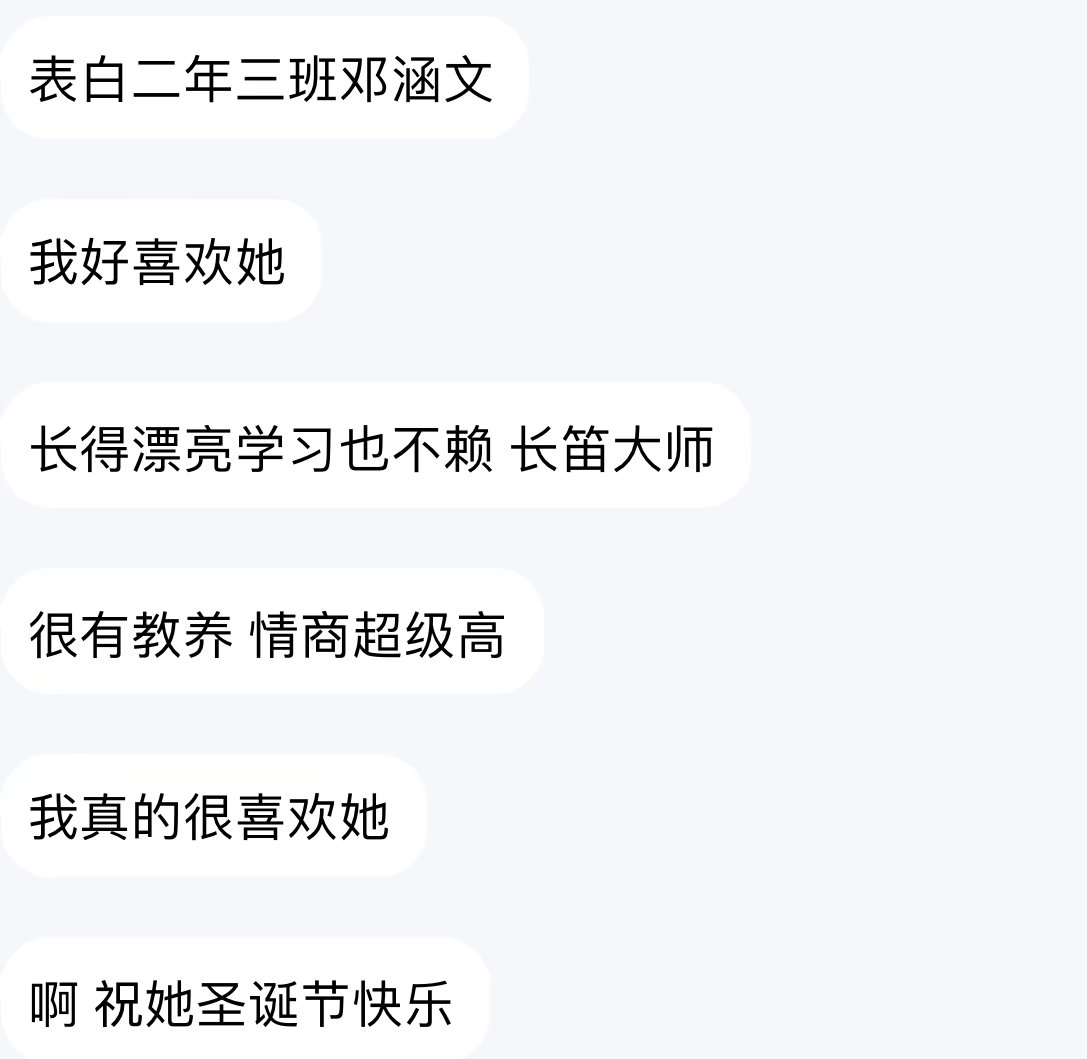 表白二年三班邓涵文
我好喜欢她
长得漂亮学习也不赖 长笛大师
很有教养 情商超级高
我真的很喜欢她
啊 祝她圣诞节快乐